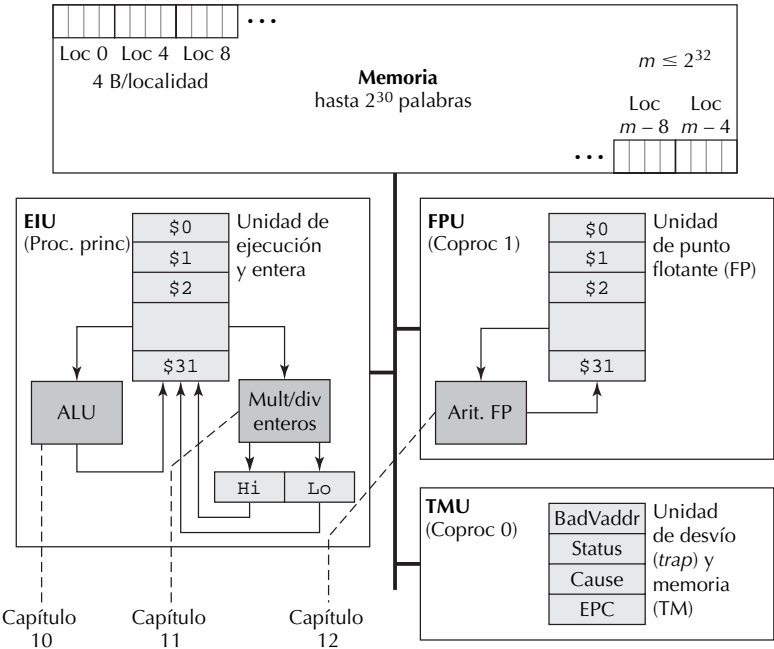 Loc 0 Loc 4 Loc 8
4 B/localidad
Memoria
hasta 2³⁰ palabras
m ≤ 2³²
Loc Loc
m – 8 m – 4
EIU
(Proc. princ)
$0
$1
$2
$31
Unidad de
ejecución
y entera
ALU
Mult/div
enteros
Hi Lo
FPU
(Coproc 1)
$0
$1
$2
$31
Unidad
de punto
flotante (FP)
Arit. FP
TMU
(Coproc 0)
BadVaddr
Status
Cause
EPC
Unidad
de desvío
(trap) y
memoria
(TM)
Capítulo
10
Capítulo
11
Capítulo
12